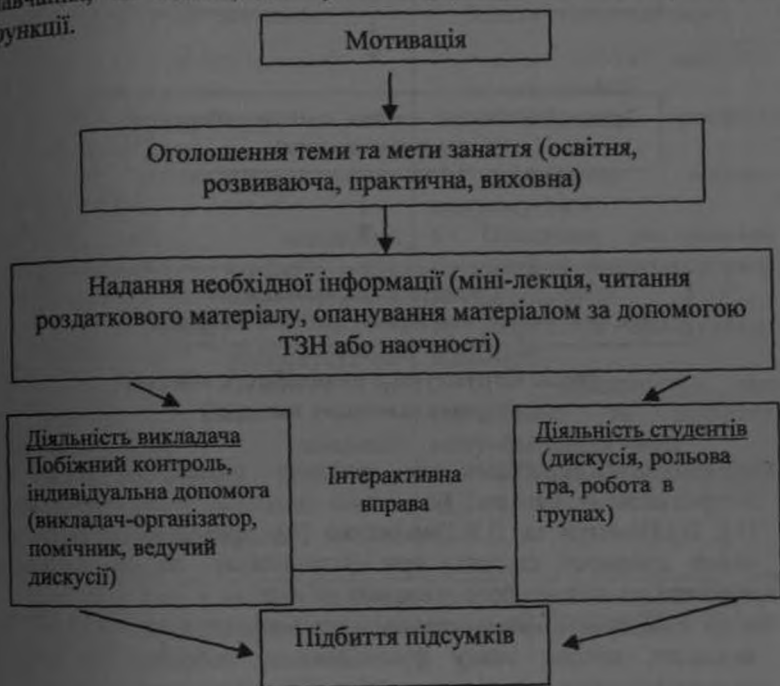 функції.
Мотивація
Оголошення теми та мети занаття (освітня,
розвиваюча, практична, виховна)
Надання необхідної інформації (міні-лекція, читання
роздаткового матеріалу, опанування матеріалом за допомогою
ТЗН або наочності)
Діяльність викладача
Побіжний контроль,
індивідуальна допомога
(викладач-організатор,
помічник, ведучий
дискусії)
Інтерактивна
вправа
Діяльність студентів
(дискусія, рольова
гра, робота в
групах)
Підбиття підсумків